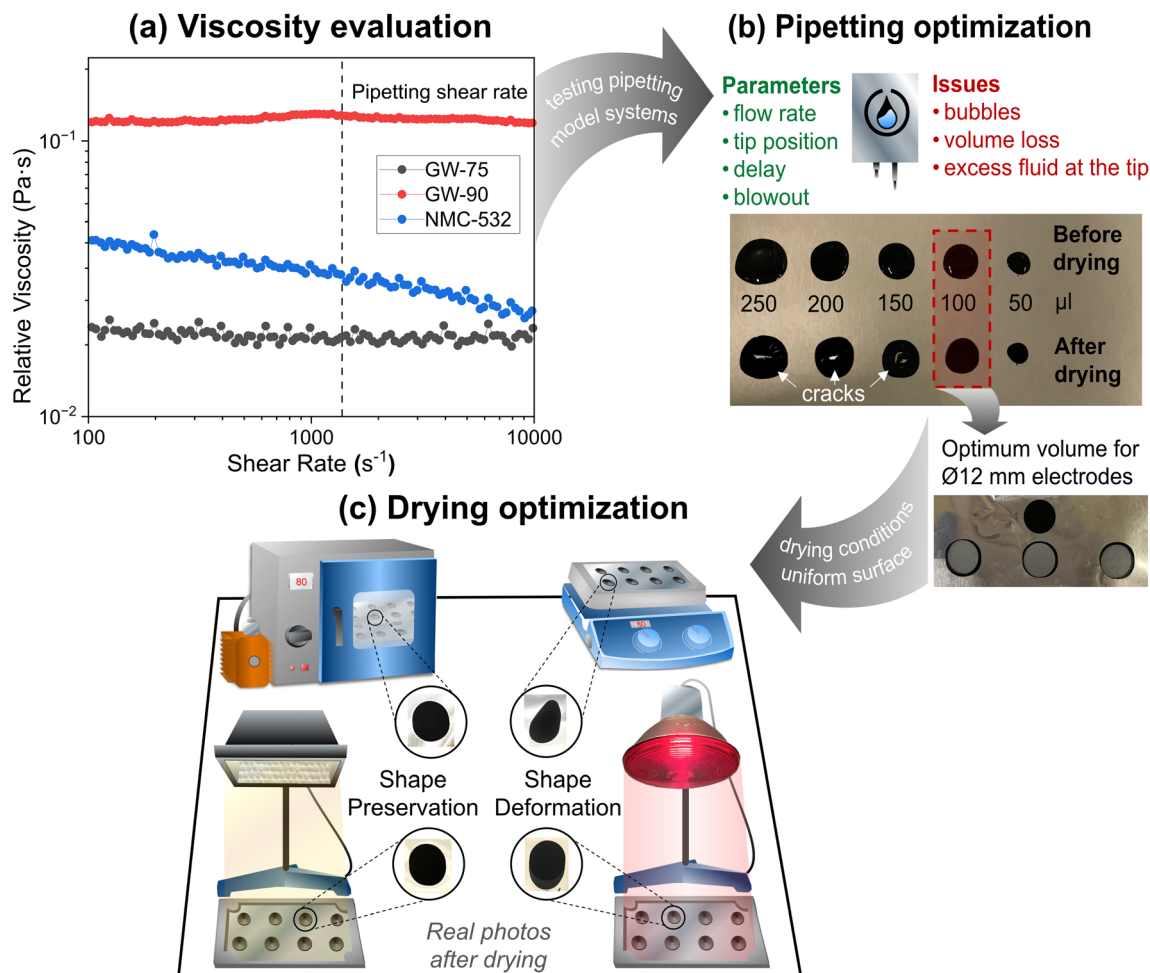 (a) Viscosity evaluation
Relative Viscosity (Pa·s)
10⁻¹
10⁻²
Pipetting shear rate
GW-75
GW-90
NMC-532
100
1000
10000
Shear Rate (s⁻¹)
testing pipetting
model systems
(b) Pipetting optimization
Parameters
• flow rate
• tip position
• delay
• blowout
Issues
• bubbles
• volume loss
• excess fluid at the tip
Before
drying
250 200 150 100 50 µl
After
drying
cracks
Optimum volume for
Ø12 mm electrodes
drying conditions
uniform surface
(c) Drying optimization
80
80
Shape
Preservation
Shape
Deformation
Real photos
after drying